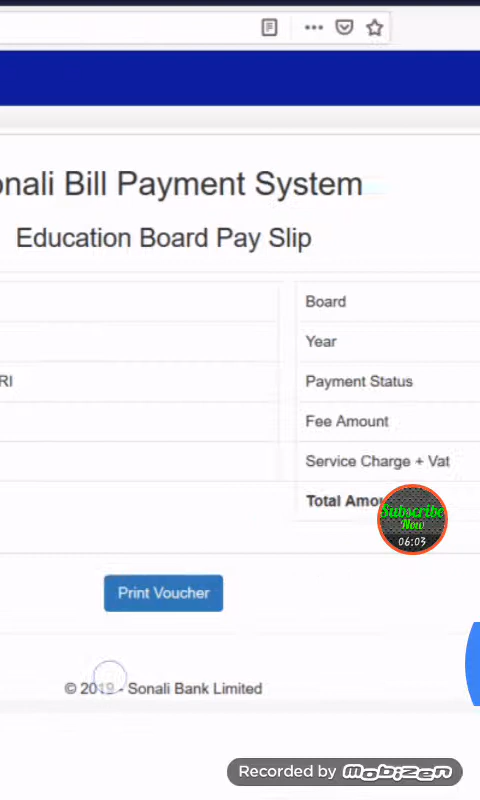 onali Bill Payment System
Education Board Pay Slip
Board
Year
RI
Payment Status
Fee Amount
Service Charge + Vat
Total Amou
Subscribe
Now
06:03
Print Voucher
© 2019 - Sonali Bank Limited
Recorded by Mobizen